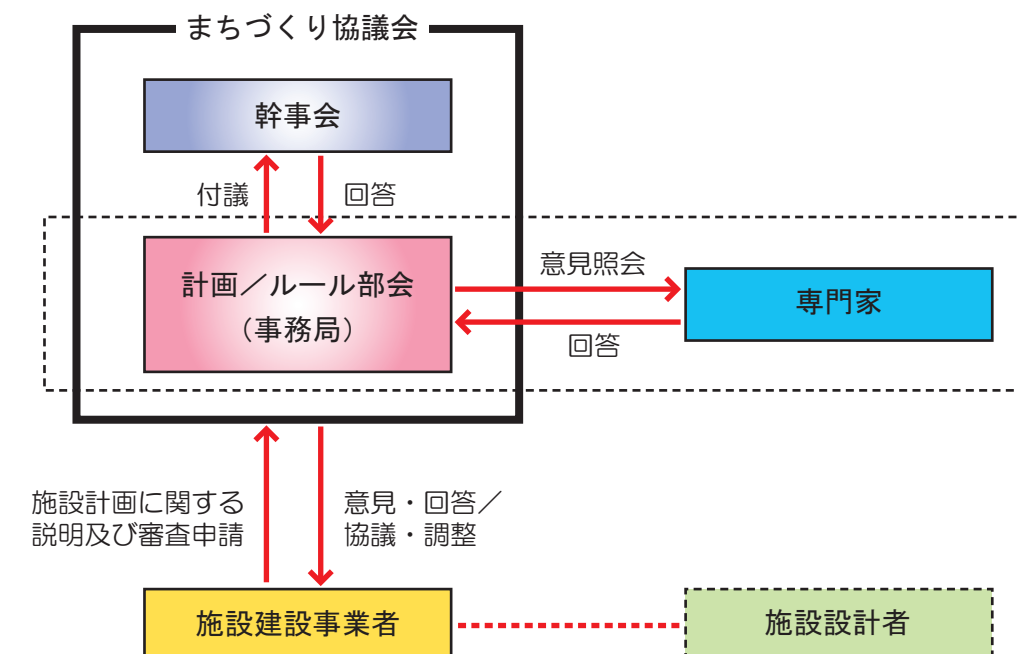 まちづくり協議会
幹事会
付議
回答
計画／ルール部会
（事務局）
意見照会
専門家
回答
施設計画に関する
説明及び審査申請
意見・回答／
協議・調整
施設建設事業者
施設設計者